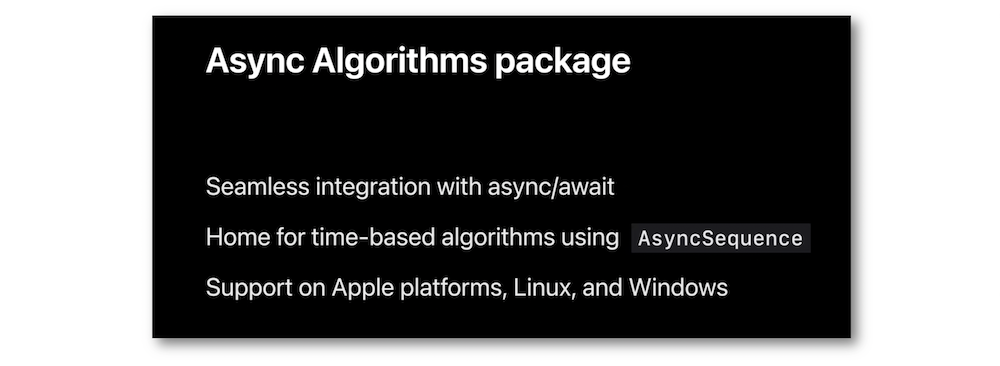 Async Algorithms package
Seamless integration with async/await
Home for time-based algorithms using AsyncSequence
Support on Apple platforms, Linux, and Windows